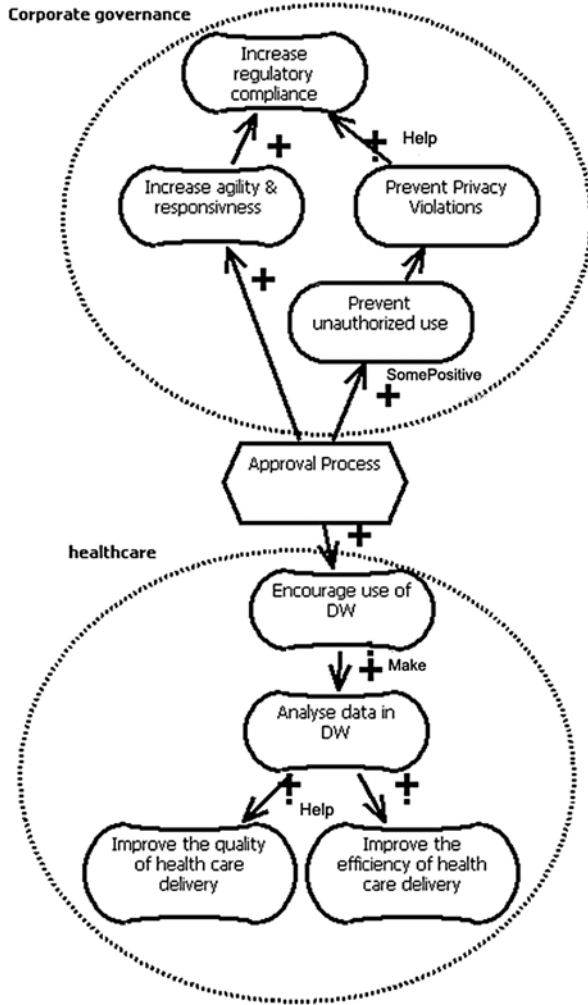 Corporate governance
Increase
regulatory
compliance
+
+ Help
Increase agility &
responsivness
Prevent Privacy
Violations
+
Prevent
unauthorized use
SomePositive
+
Approval Process
+
healthcare
Encourage use of
DW
+ Make
Analyse data in
DW
+
+
Help
Improve the quality
of health care
delivery
Improve the
efficiency of health
care delivery